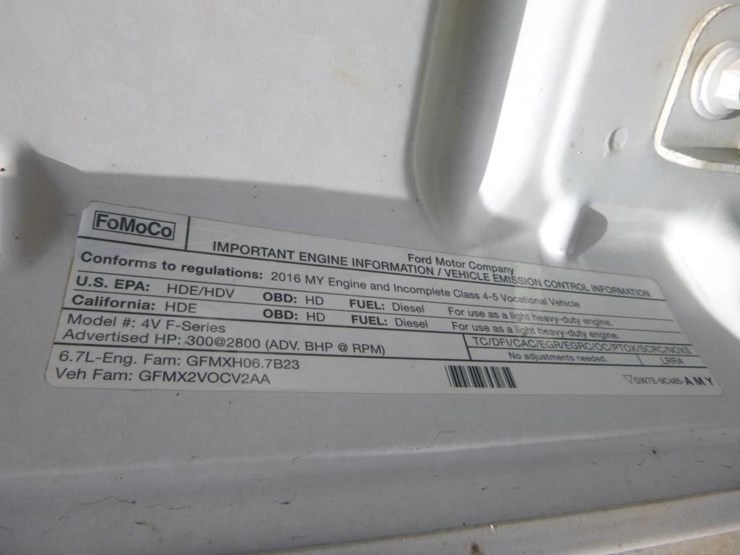 FoMoCo
Ford Motor Company
IMPORTANT ENGINE INFORMATION / VEHICLE EMISSION CONTROL INFORMATION
Conforms to regulations: 2016 MY Engine and Incomplete Class 4-5 Vocational Vehicle
U.S. EPA: HDE/HDV OBD: HD FUEL: Diesel For use as a light heavy-duty engine.
California: HDE OBD: HD FUEL: Diesel For use as a light heavy-duty engine.
Model #: 4V F-Series TC/DFI/CAC/EGR/EGRC/OC/PTOX/SCRC/NOXS
Advertised HP: 300@2800 (ADV. BHP @ RPM) No adjustments needed. LRRA
6.7L-Eng. Fam: GFMXH06.7B23
Veh Fam: GFMX2VOCV2AA
GW7E-9C485-AMY